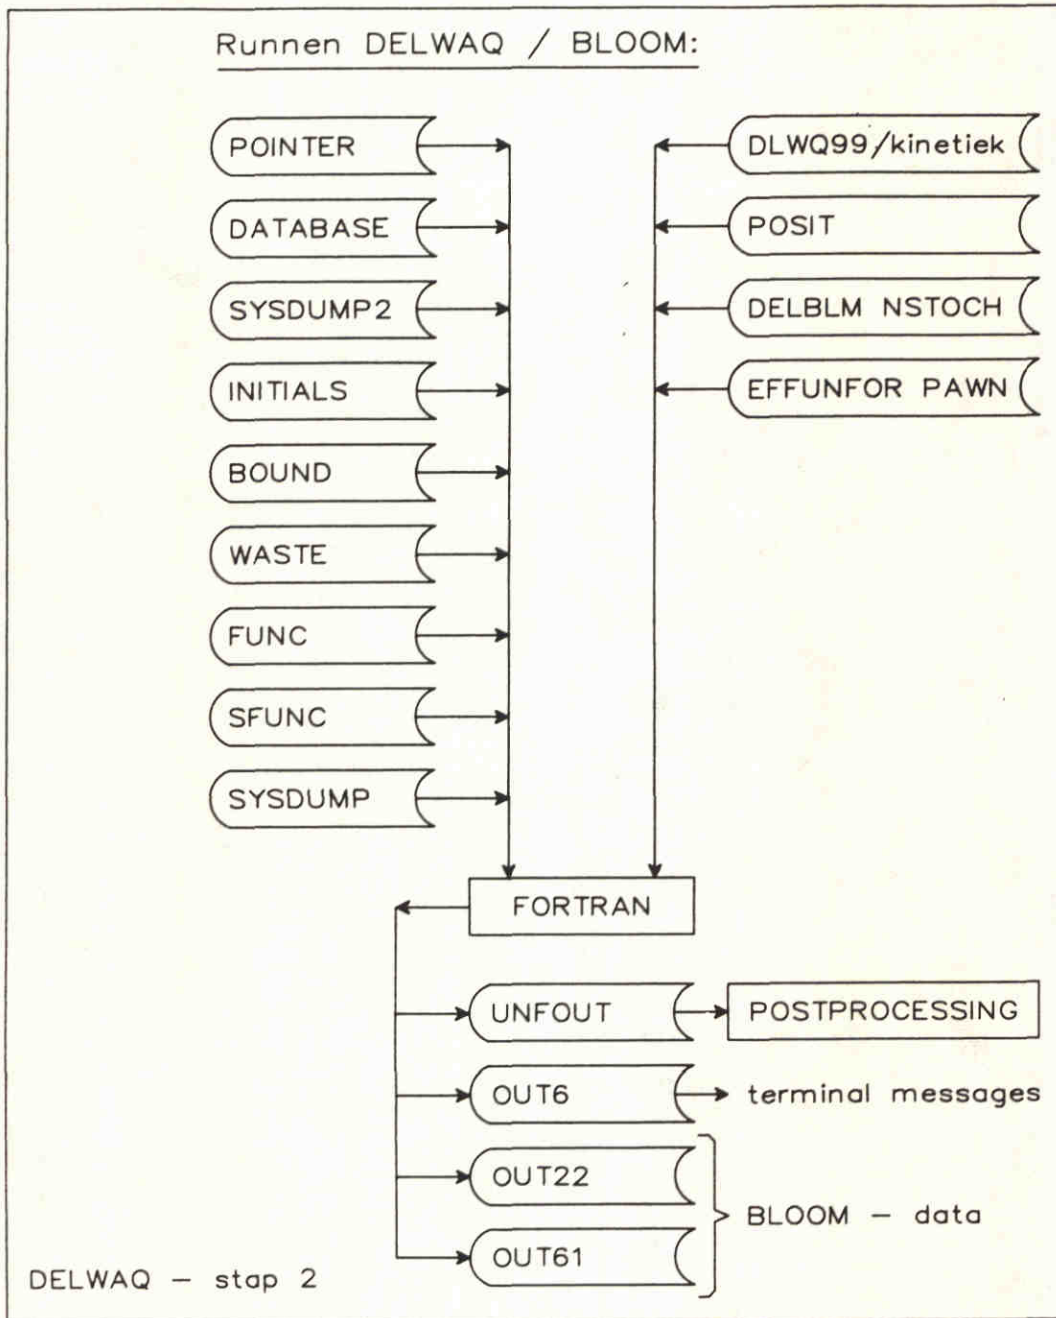 Runnen DELWAQ / BLOOM:
POINTER
DATABASE
SYSDUMP2
INITIALS
BOUND
WASTE
FUNC
SFUNC
SYSDUMP
DLWQ99/kinetiek
POSIT
DELBLM NSTOCH
EFFUNFOR PAWN
FORTRAN
UNFOUT
POSTPROCESSING
OUT6
terminal messages
OUT22
OUT61
BLOOM – data
DELWAQ – stap 2